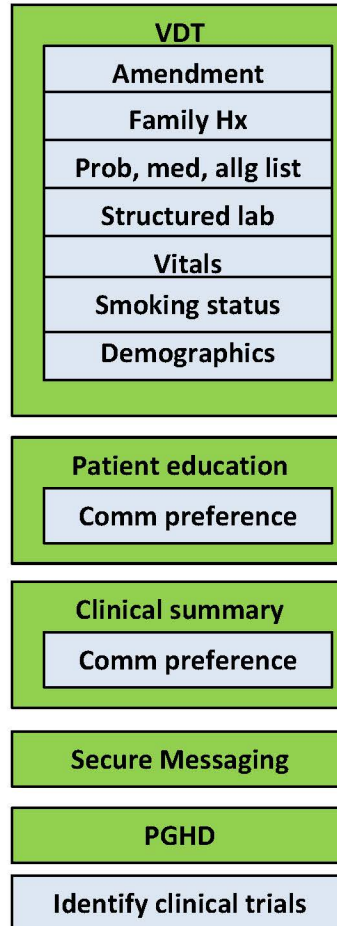 VDT
Amendment
Family Hx
Prob, med, allg list
Structured lab
Vitals
Smoking status
Demographics
Patient education
Comm preference
Clinical summary
Comm preference
Secure Messaging
PGHD
Identify clinical trials